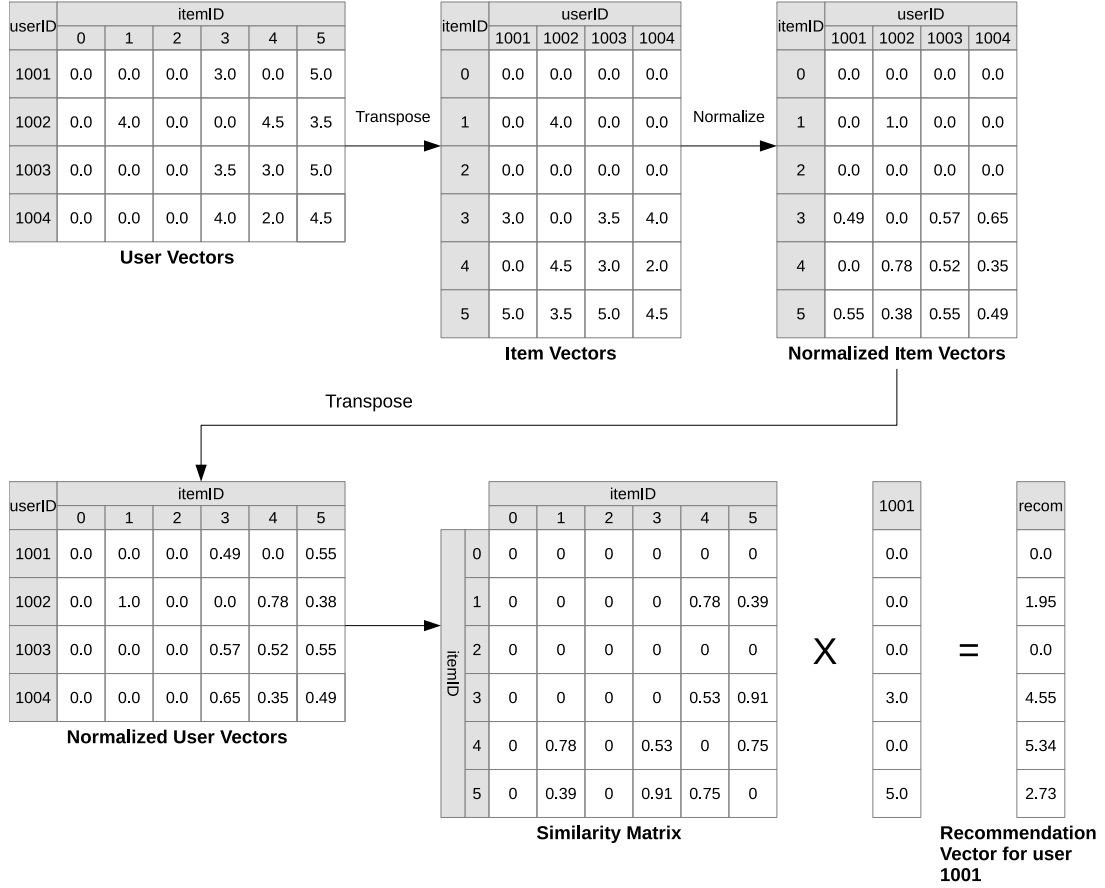 userID itemID
0 1 2 3 4 5
1001 0.0 0.0 0.0 3.0 0.0 5.0
1002 0.0 4.0 0.0 0.0 4.5 3.5
1003 0.0 0.0 0.0 3.5 3.0 5.0
1004 0.0 0.0 0.0 4.0 2.0 4.5
User Vectors
Transpose
itemID userID
1001 1002 1003 1004
0 0.0 0.0 0.0 0.0
1 0.0 4.0 0.0 0.0
2 0.0 0.0 0.0 0.0
3 3.0 0.0 3.5 4.0
4 0.0 4.5 3.0 2.0
5 5.0 3.5 5.0 4.5
Item Vectors
Normalize
itemID userID
1001 1002 1003 1004
0 0.0 0.0 0.0 0.0
1 0.0 1.0 0.0 0.0
2 0.0 0.0 0.0 0.0
3 0.49 0.0 0.57 0.65
4 0.0 0.78 0.52 0.35
5 0.55 0.38 0.55 0.49
Normalized Item Vectors
Transpose
userID itemID
0 1 2 3 4 5
1001 0.0 0.0 0.0 0.49 0.0 0.55
1002 0.0 1.0 0.0 0.0 0.78 0.38
1003 0.0 0.0 0.0 0.57 0.52 0.55
1004 0.0 0.0 0.0 0.65 0.35 0.49
Normalized User Vectors
itemID
0 1 2 3 4 5
itemID
0 0 0 0 0 0 0
1 0 0 0 0 0.78 0.39
2 0 0 0 0 0 0
3 0 0 0 0 0.53 0.91
4 0 0.78 0 0.53 0 0.75
5 0 0.39 0 0.91 0.75 0
Similarity Matrix
X
1001
0.0
0.0
0.0
3.0
0.0
5.0
=
recom
0.0
1.95
0.0
4.55
5.34
2.73
Recommendation
Vector for user
1001